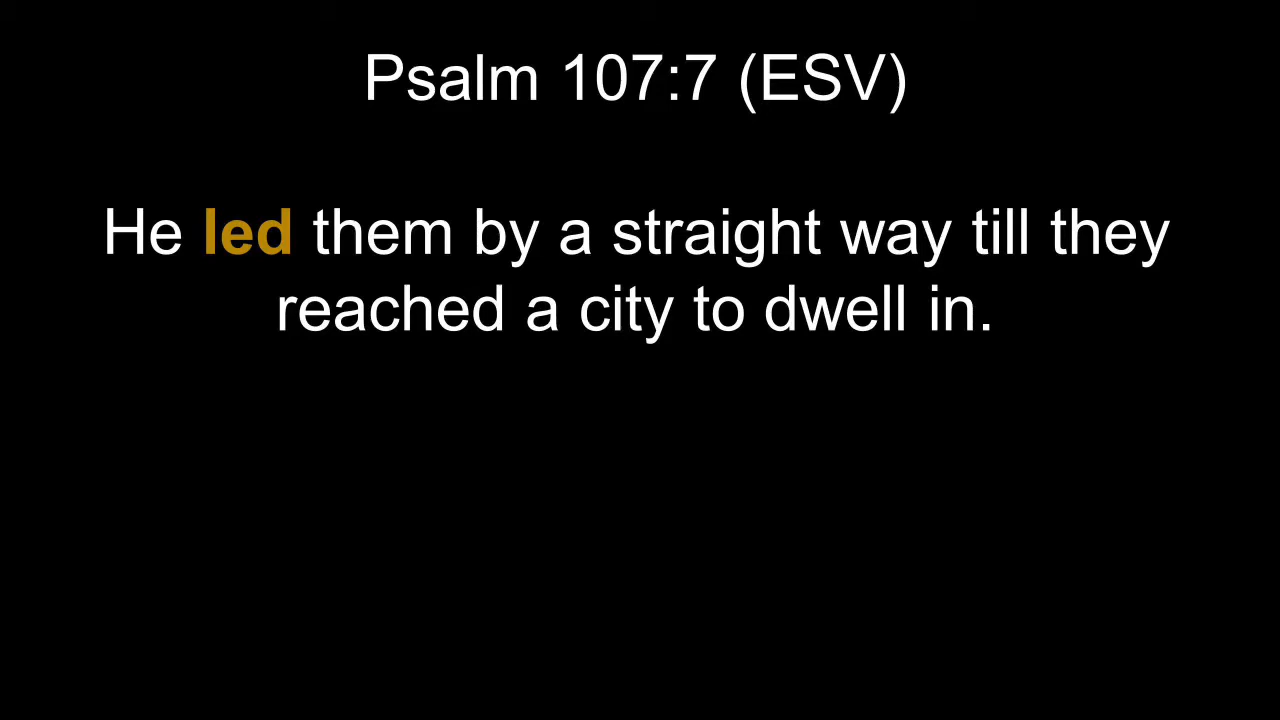 Psalm 107:7 (ESV)
He led them by a straight way till they
reached a city to dwell in.